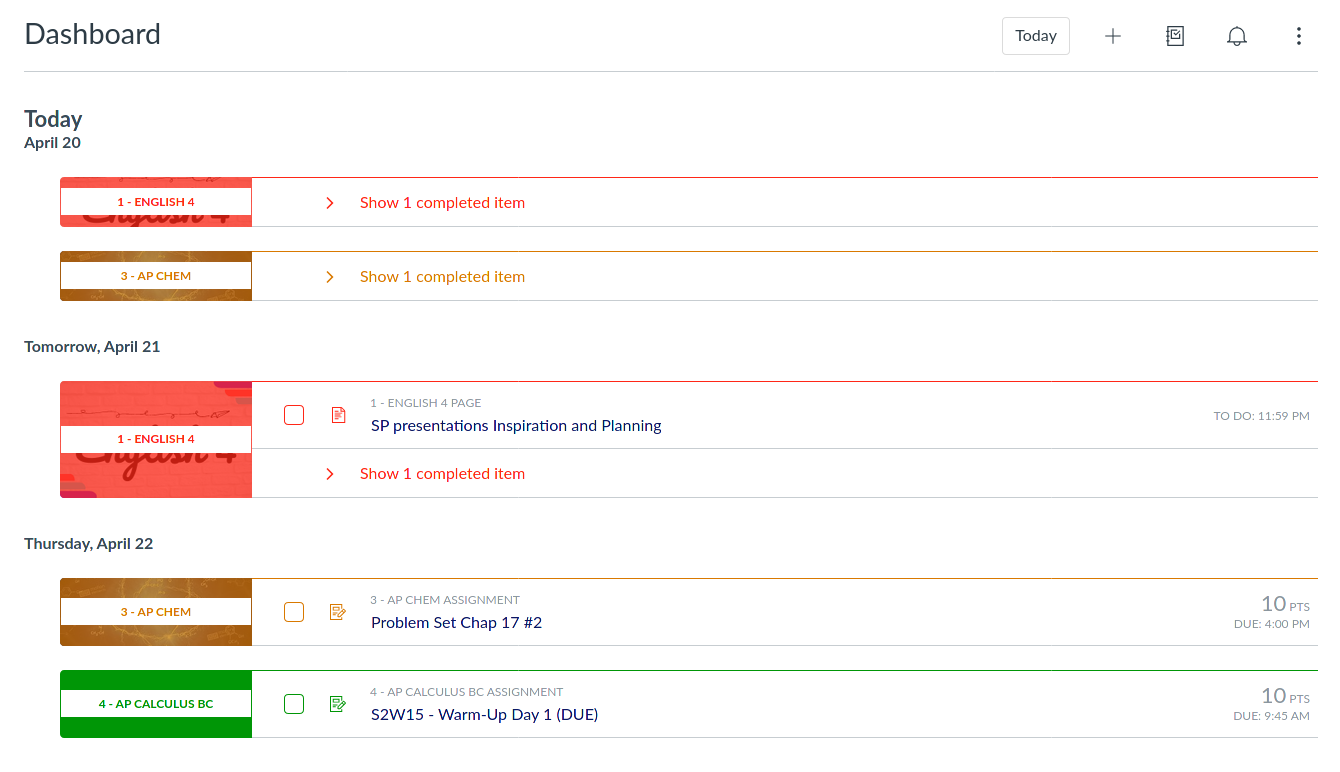 Dashboard
Today
Today
April 20
1 - ENGLISH 4
English 4
Show 1 completed item
3 - AP CHEM
Show 1 completed item
Tomorrow, April 21
1 - ENGLISH 4
English 4
1 - ENGLISH 4 PAGE
SP presentations Inspiration and Planning
TO DO: 11:59 PM
Show 1 completed item
Thursday, April 22
3 - AP CHEM
3 - AP CHEM ASSIGNMENT
Problem Set Chap 17 #2
10 PTS
DUE: 4:00 PM
4 - AP CALCULUS BC
4 - AP CALCULUS BC ASSIGNMENT
S2W15 - Warm-Up Day 1 (DUE)
10 PTS
DUE: 9:45 AM